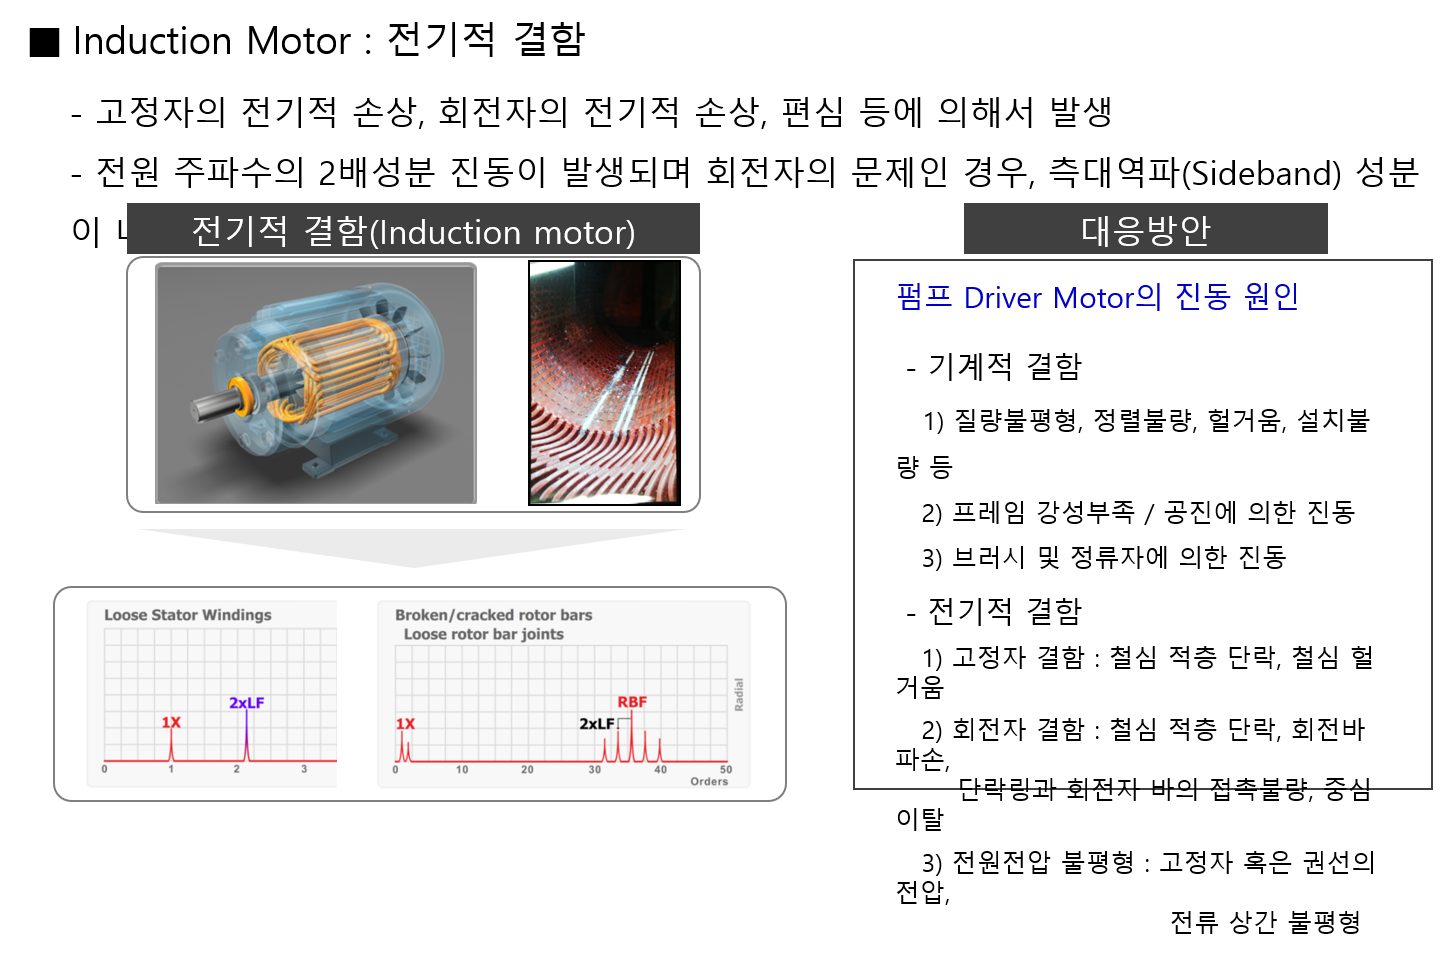 ■ Induction Motor : 전기적 결함
- 고정자의 전기적 손상, 회전자의 전기적 손상, 편심 등에 의해서 발생
- 전원 주파수의 2배성분 진동이 발생되며 회전자의 문제인 경우, 측대역파(Sideband) 성분
이
전기적 결함(Induction motor)
Loose Stator Windings
2xLF
1X
0 1 2 3
Broken/cracked rotor bars
Loose rotor bar joints
RBF
1X
2xLF
Radial
0 10 20 30 40 50
Orders
대응방안
펌프 Driver Motor의 진동 원인
- 기계적 결함
1) 질량불평형, 정렬불량, 헐거움, 설치불
량 등
2) 프레임 강성부족 / 공진에 의한 진동
3) 브러시 및 정류자에 의한 진동
- 전기적 결함
1) 고정자 결함 : 철심 적층 단락, 철심 헐
거움
2) 회전자 결함 : 철심 적층 단락, 회전바
파손,
단락링과 회전자 바의 접촉불량, 중심
이탈
3) 전원전압 불평형 : 고정자 혹은 권선의
전압,
전류 상간 불평형